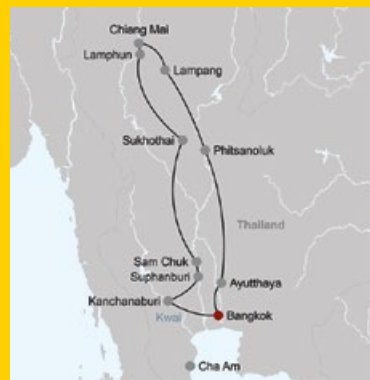 Chiang Mai
Lamphun
Lampang
Sukhothai
Phitsanoluk
Thailand
Sam Chuk
Suphanburi
Ayutthaya
Kanchanaburi
Kwai
Bangkok
Cha Am